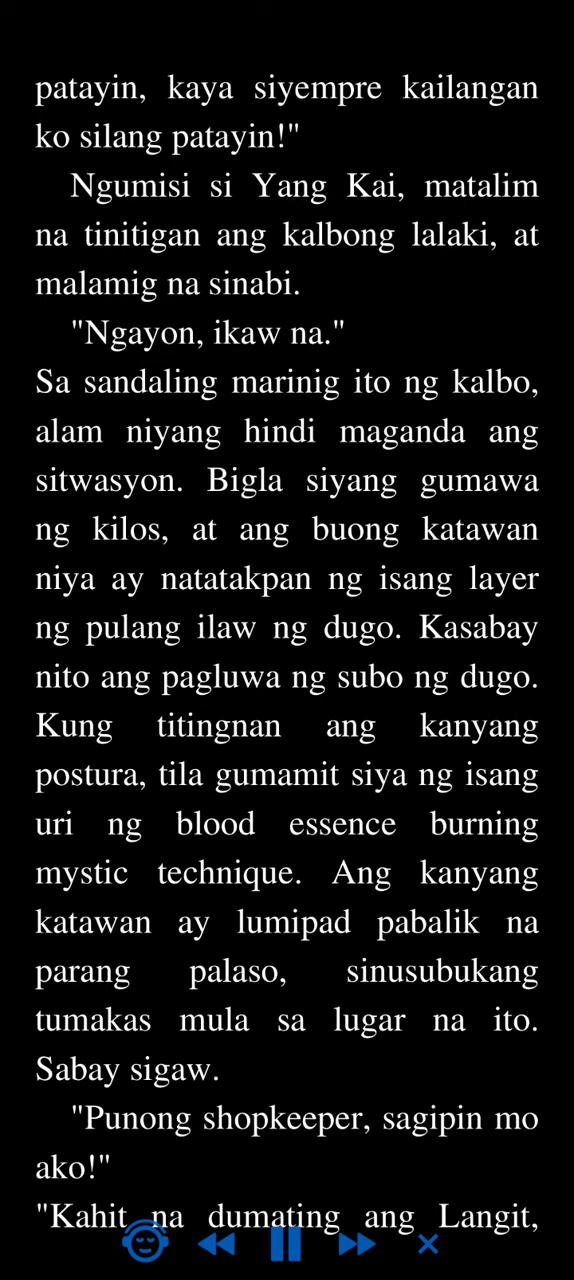 patayin, kaya siyempre kailangan
ko silang patayin!"
Ngumisi si Yang Kai, matalim
na tinitigan ang kalbong lalaki, at
malamig na sinabi.
"Ngayon, ikaw na."
Sa sandaling marinig ito ng kalbo,
alam niyang hindi maganda ang
sitwasyon. Bigla siyang gumawa
ng kilos, at ang buong katawan
niya ay natatakpan ng isang layer
ng pulang ilaw ng dugo. Kasabay
nito ang pagluwa ng subo ng dugo.
Kung titingnan ang kanyang
postura, tila gumamit siya ng isang
uri ng blood essence burning
mystic technique. Ang kanyang
katawan ay lumipad pabalik na
parang palaso, sinusubukang
tumakas mula sa lugar na ito.
Sabay sigaw.
"Punong shopkeeper, sagipin mo
ako!"
"Kahit na dumating ang Langit,